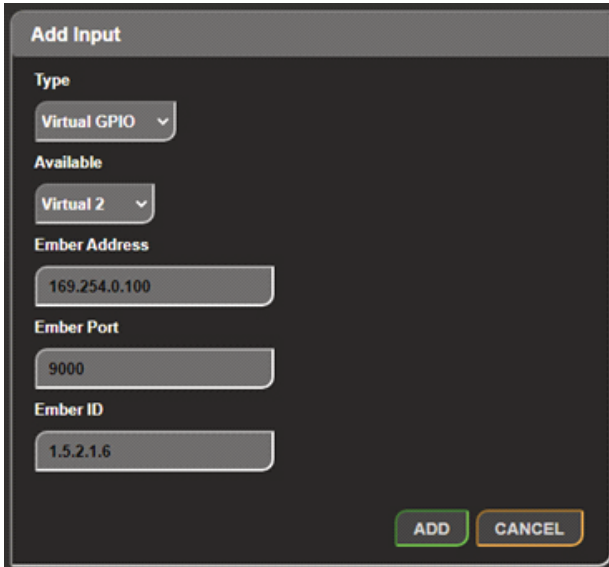 Add Input
Type
Virtual GPIO
Available
Virtual 2
Ember Address
169.254.0.100
Ember Port
9000
Ember ID
1.5.2.1.6
ADD CANCEL